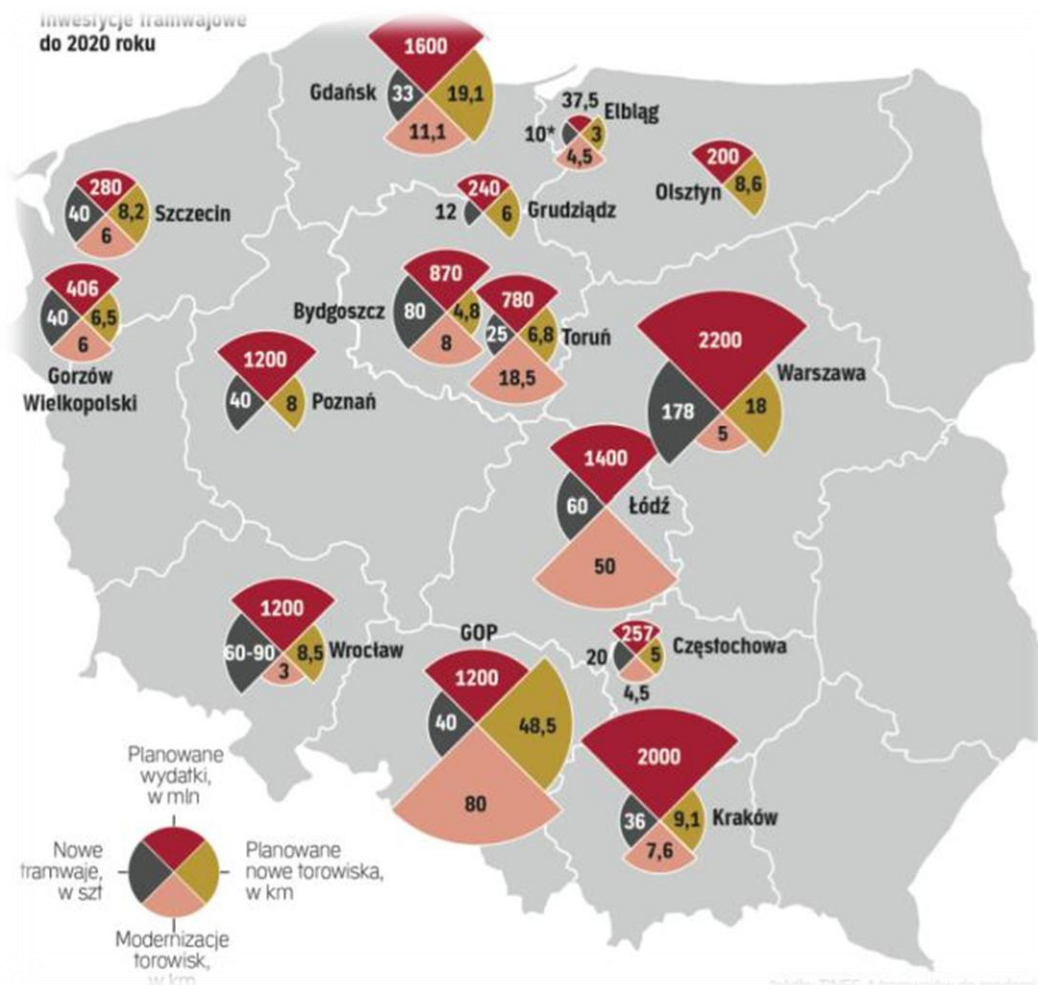 Inwestycje tramwajowe
do 2020 roku
1600
Gdańsk
33
19,1
11,1
37,5
Elbląg
10*
3
4,5
200
Olsztyn
8,6
280
40
8,2
Szczecin
6
240
12
6
Grudziądz
406
40
6,5
6
Gorzów
Wielkopolski
870
Bydgoszcz
80
4,8
8
780
25
6,8
Toruń
18,5
1200
40
8
Poznań
2200
Warszawa
178
18
5
1400
60
Łódź
50
1200
60-90
8,5
Wrocław
3
GOP
1200
40
48,5
80
257
20
5
Częstochowa
4,5
2000
36
9,1
Kraków
7,6
Planowane
wydatki,
w mln
Nowe
tramwaje,
w szt
Planowane
nowe torowiska,
w km
Modernizacje
torowisk,
w km